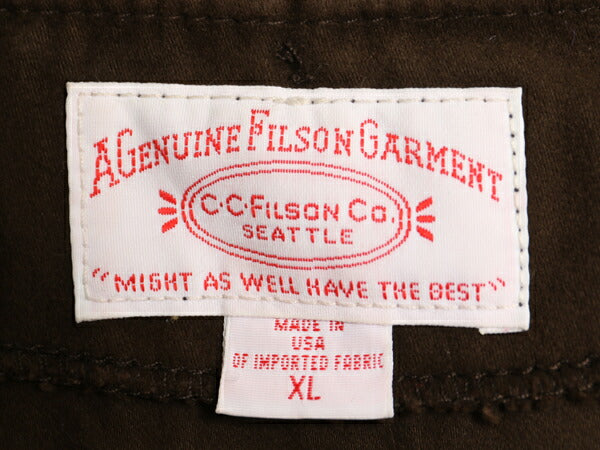 A GENUINE FILSON GARMENT
C·C·FILSON CO.
SEATTLE
"MIGHT AS WELL HAVE THE BEST"
MADE IN
USA
OF IMPORTED FABRIC
XL